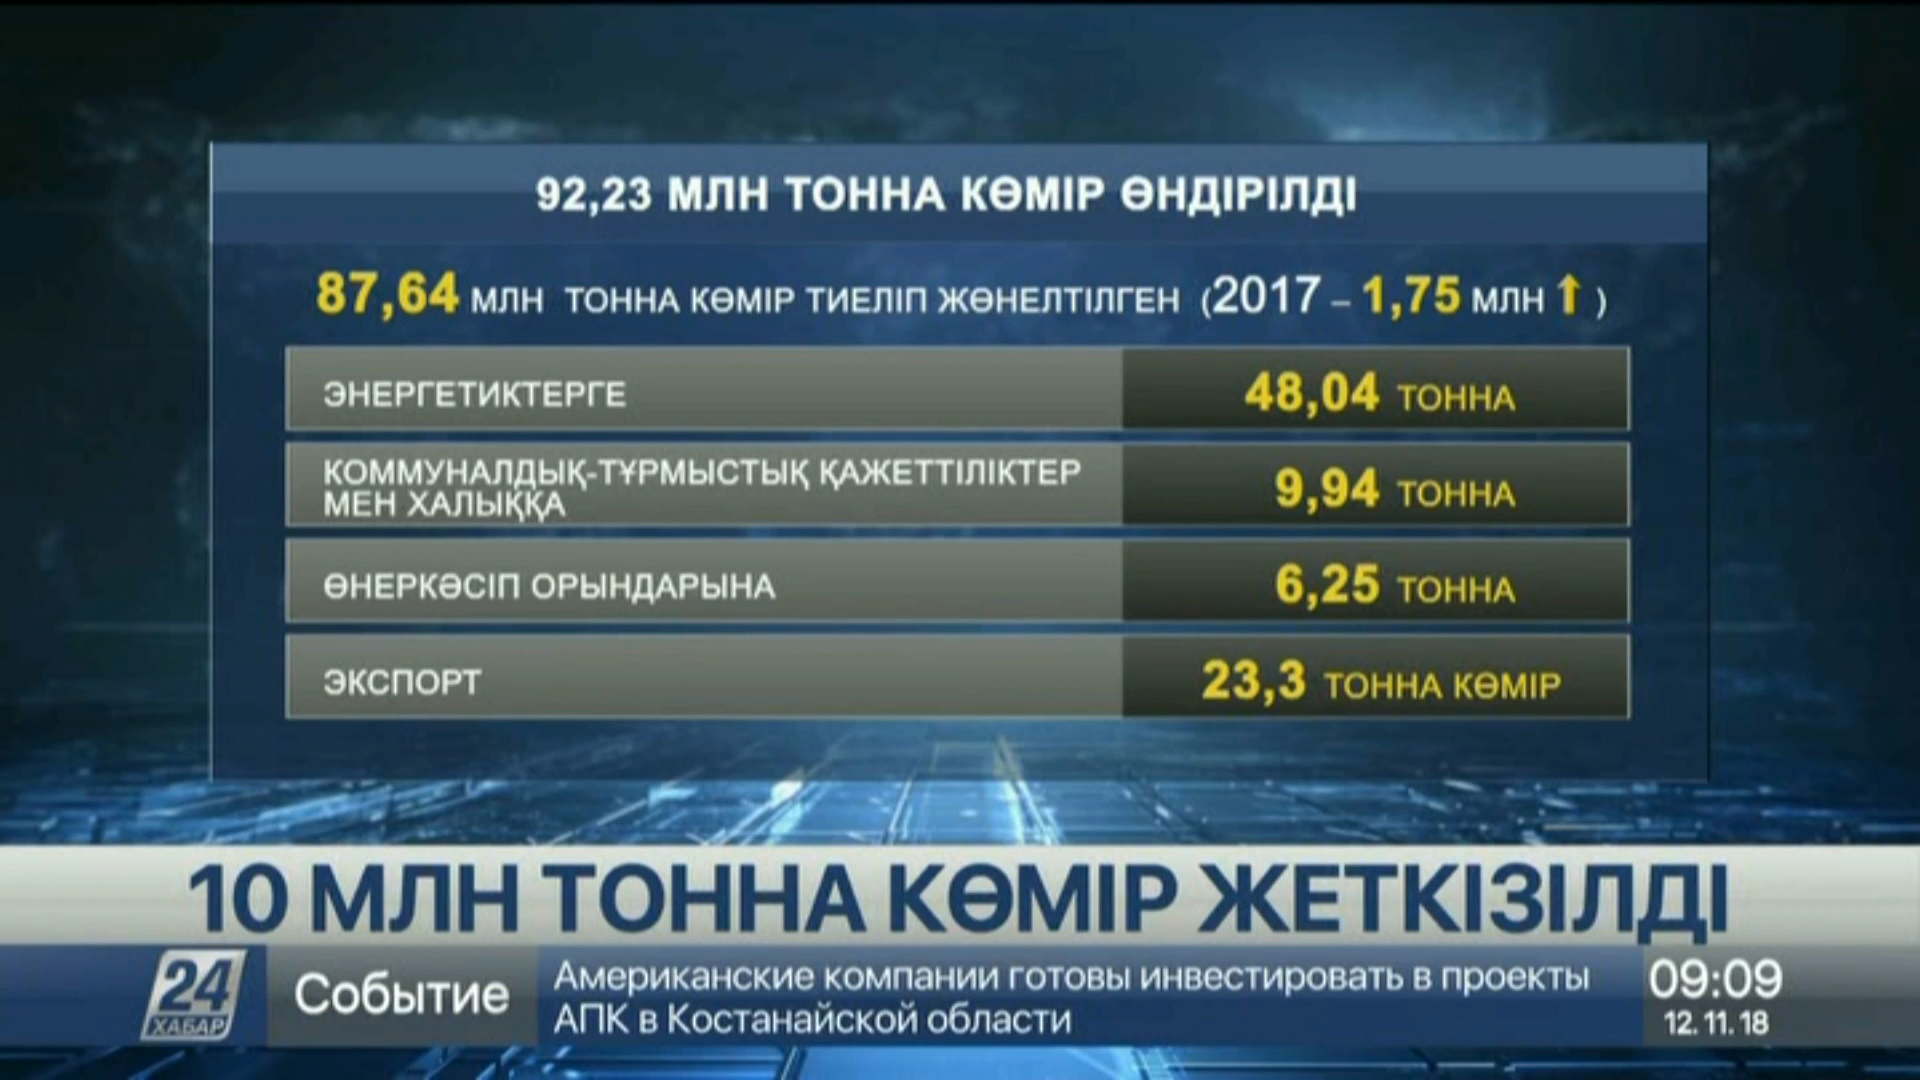 92,23 МЛН ТОННА КӨМІР ӨНДІРІЛДІ
87,64 МЛН ТОННА КӨМІР ТИЕЛІП ЖӨНЕЛТІЛГЕН (2017 – 1,75 МЛН ↑ )
ЭНЕРГЕТИКТЕРГЕ 48,04 ТОННА
КОММУНАЛДЫҚ-ТҰРМЫСТЫҚ ҚАЖЕТТІЛІКТЕР
МЕН ХАЛЫҚҚА 9,94 ТОННА
ӨНЕРКӘСІП ОРЫНДАРЫНА 6,25 ТОННА
ЭКСПОРТ 23,3 ТОННА КӨМІР
10 МЛН ТОННА КӨМІР ЖЕТКІЗІЛДІ
24
ХАБАР
Событие
Американские компании готовы инвестировать в проекты
АПК в Костанайской области
09:09
12.11.18